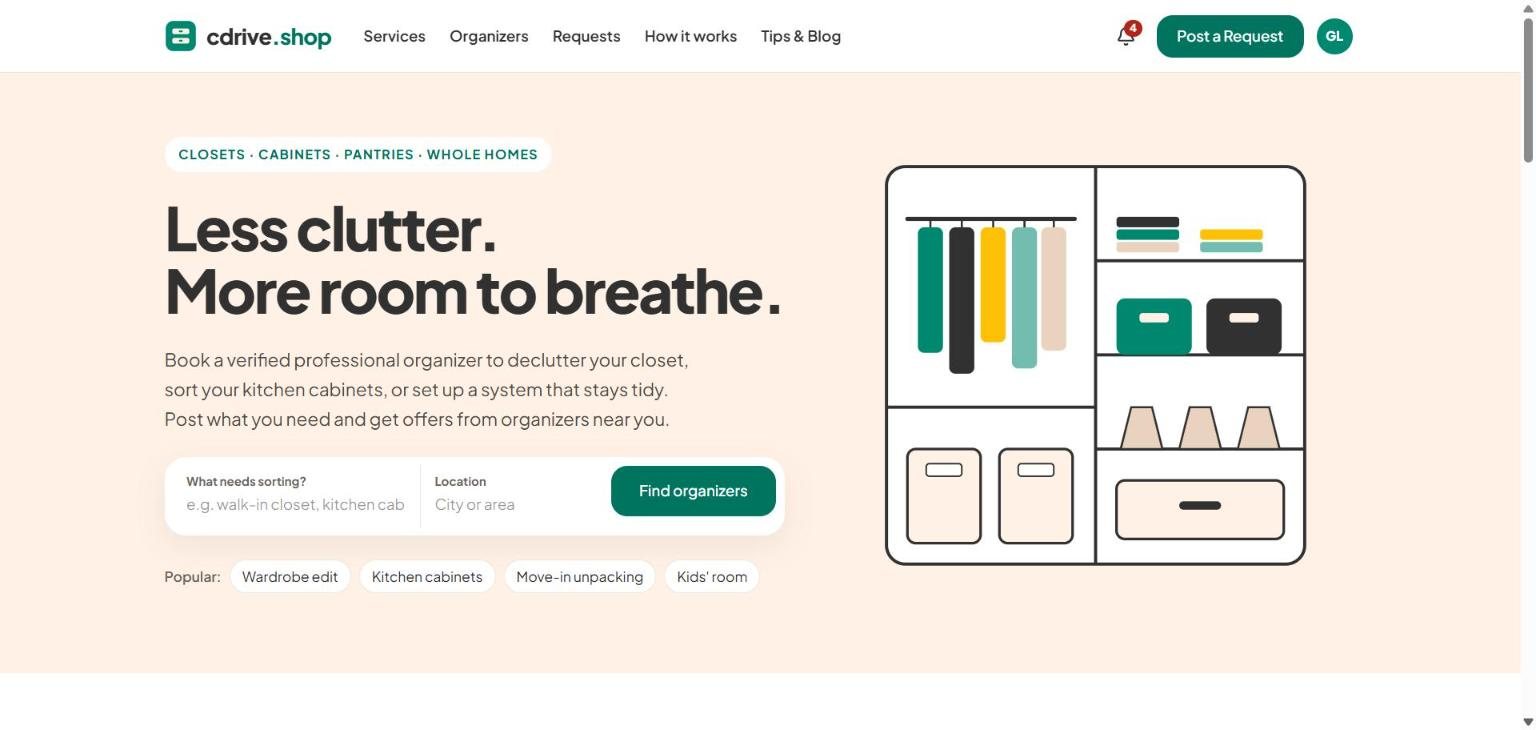 cdrive.shop
Services
Organizers
Requests
How it works
Tips & Blog
4
Post a Request
GL
CLOSETS · CABINETS · PANTRIES · WHOLE HOMES
Less clutter.
More room to breathe.
Book a verified professional organizer to declutter your closet,
sort your kitchen cabinets, or set up a system that stays tidy.
Post what you need and get offers from organizers near you.
What needs sorting?
e.g. walk-in closet, kitchen cab
Location
City or area
Find organizers
Popular:
Wardrobe edit
Kitchen cabinets
Move-in unpacking
Kids' room